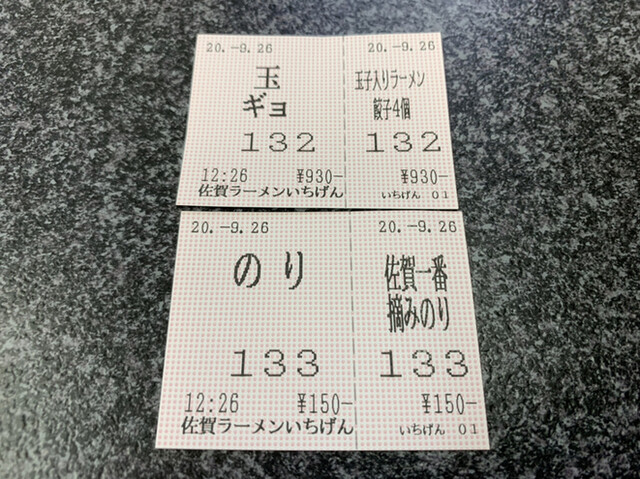 20.-9.26
玉
ギョ
132
12:26 ¥930-
佐賀ラーメンいちげん
20.-9.26
玉子入りラーメン
餃子4個
132
¥930-
いちげん 01
20.-9.26
のり
133
12:26 ¥150-
佐賀ラーメンいちげん
20.-9.26
佐賀一番
摘みのり
133
¥150-
いちげん 01